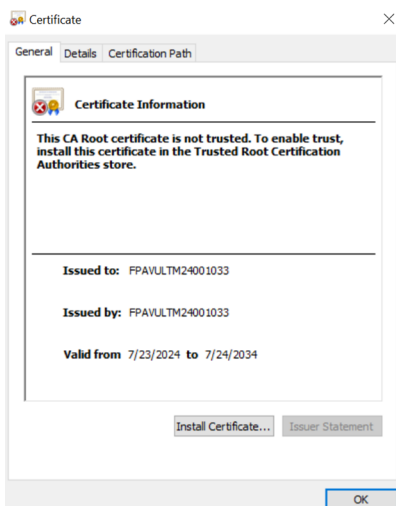 Certificate
General Details Certification Path
Certificate Information
This CA Root certificate is not trusted. To enable trust,
install this certificate in the Trusted Root Certification
Authorities store.
Issued to: FPAVULTM24001033
Issued by: FPAVULTM24001033
Valid from 7/23/2024 to 7/24/2034
Install Certificate... Issuer Statement
OK